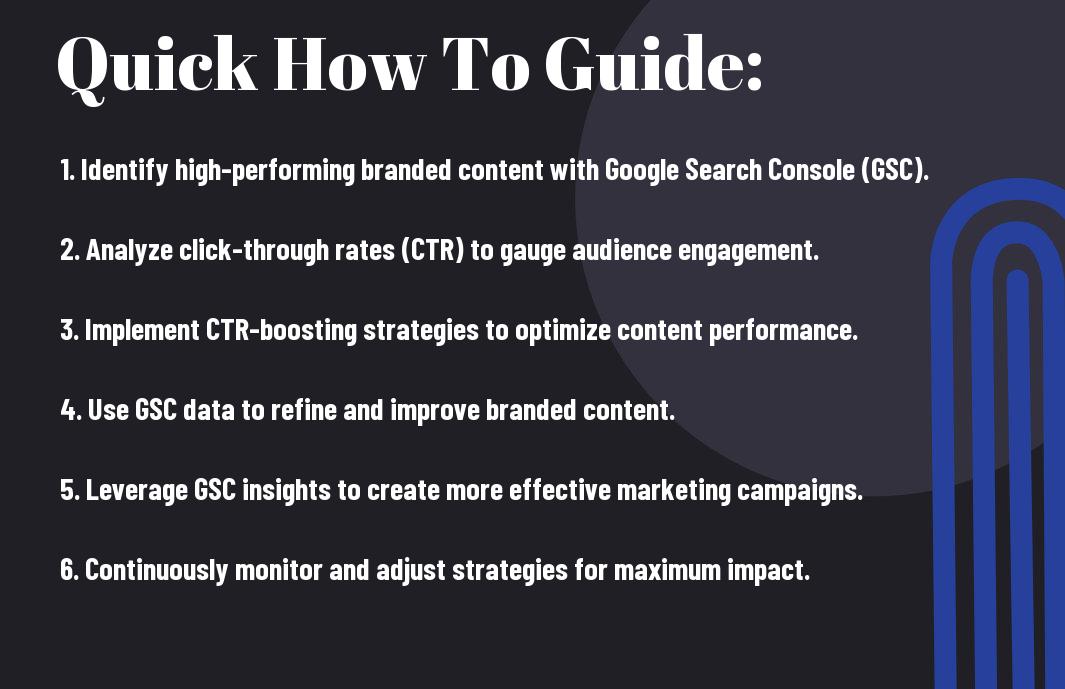 Quick How To Guide:
1. Identify high-performing branded content with Google Search Console (GSC).
2. Analyze click-through rates (CTR) to gauge audience engagement.
3. Implement CTR-boosting strategies to optimize content performance.
4. Use GSC data to refine and improve branded content.
5. Leverage GSC insights to create more effective marketing campaigns.
6. Continuously monitor and adjust strategies for maximum impact.